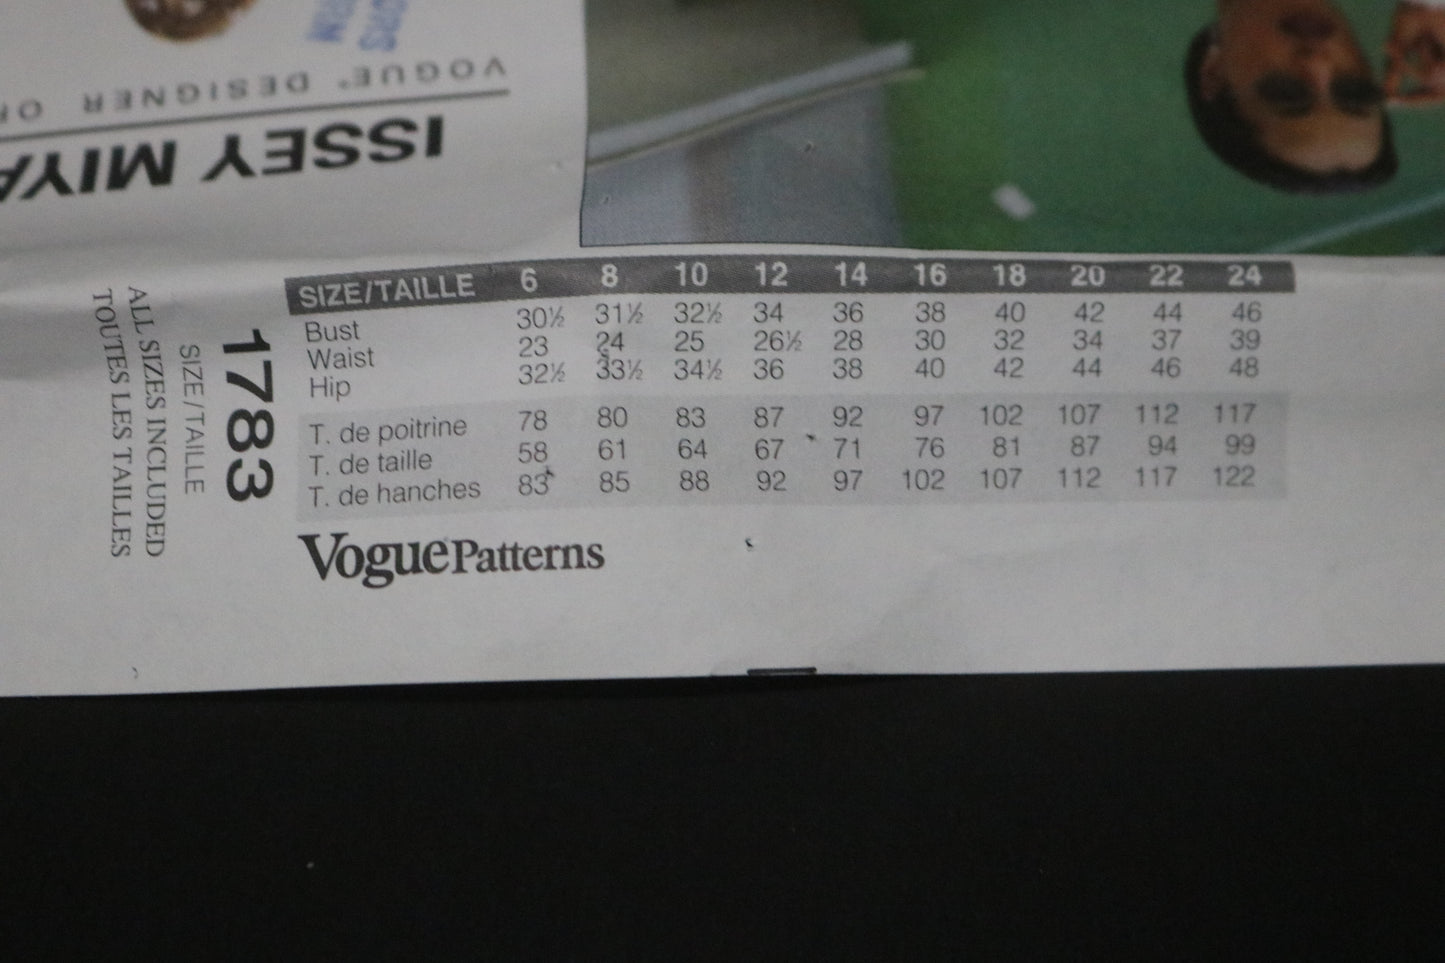 VOGUE® DESIGNER
ISSEY
SIZE/TAILLE 6 8 10 12 14 16 18 20 22 24
Bust 30½ 31½ 32½ 34 36 38 40 42 44 46
Waist 23 24 25 26½ 28 30 32 34 37 39
Hip 32½ 33½ 34½ 36 38 40 42 44 46 48
T. de poitrine 78 80 83 87 92 97 102 107 112 117
T. de taille 58 61 64 67 71 76 81 87 94 99
T. de hanches 83 85 88 92 97 102 107 112 117 122
Vogue Patterns
1783
SIZE/TAILLE
ALL SIZES INCLUDED
TOUTES LES TAILLES